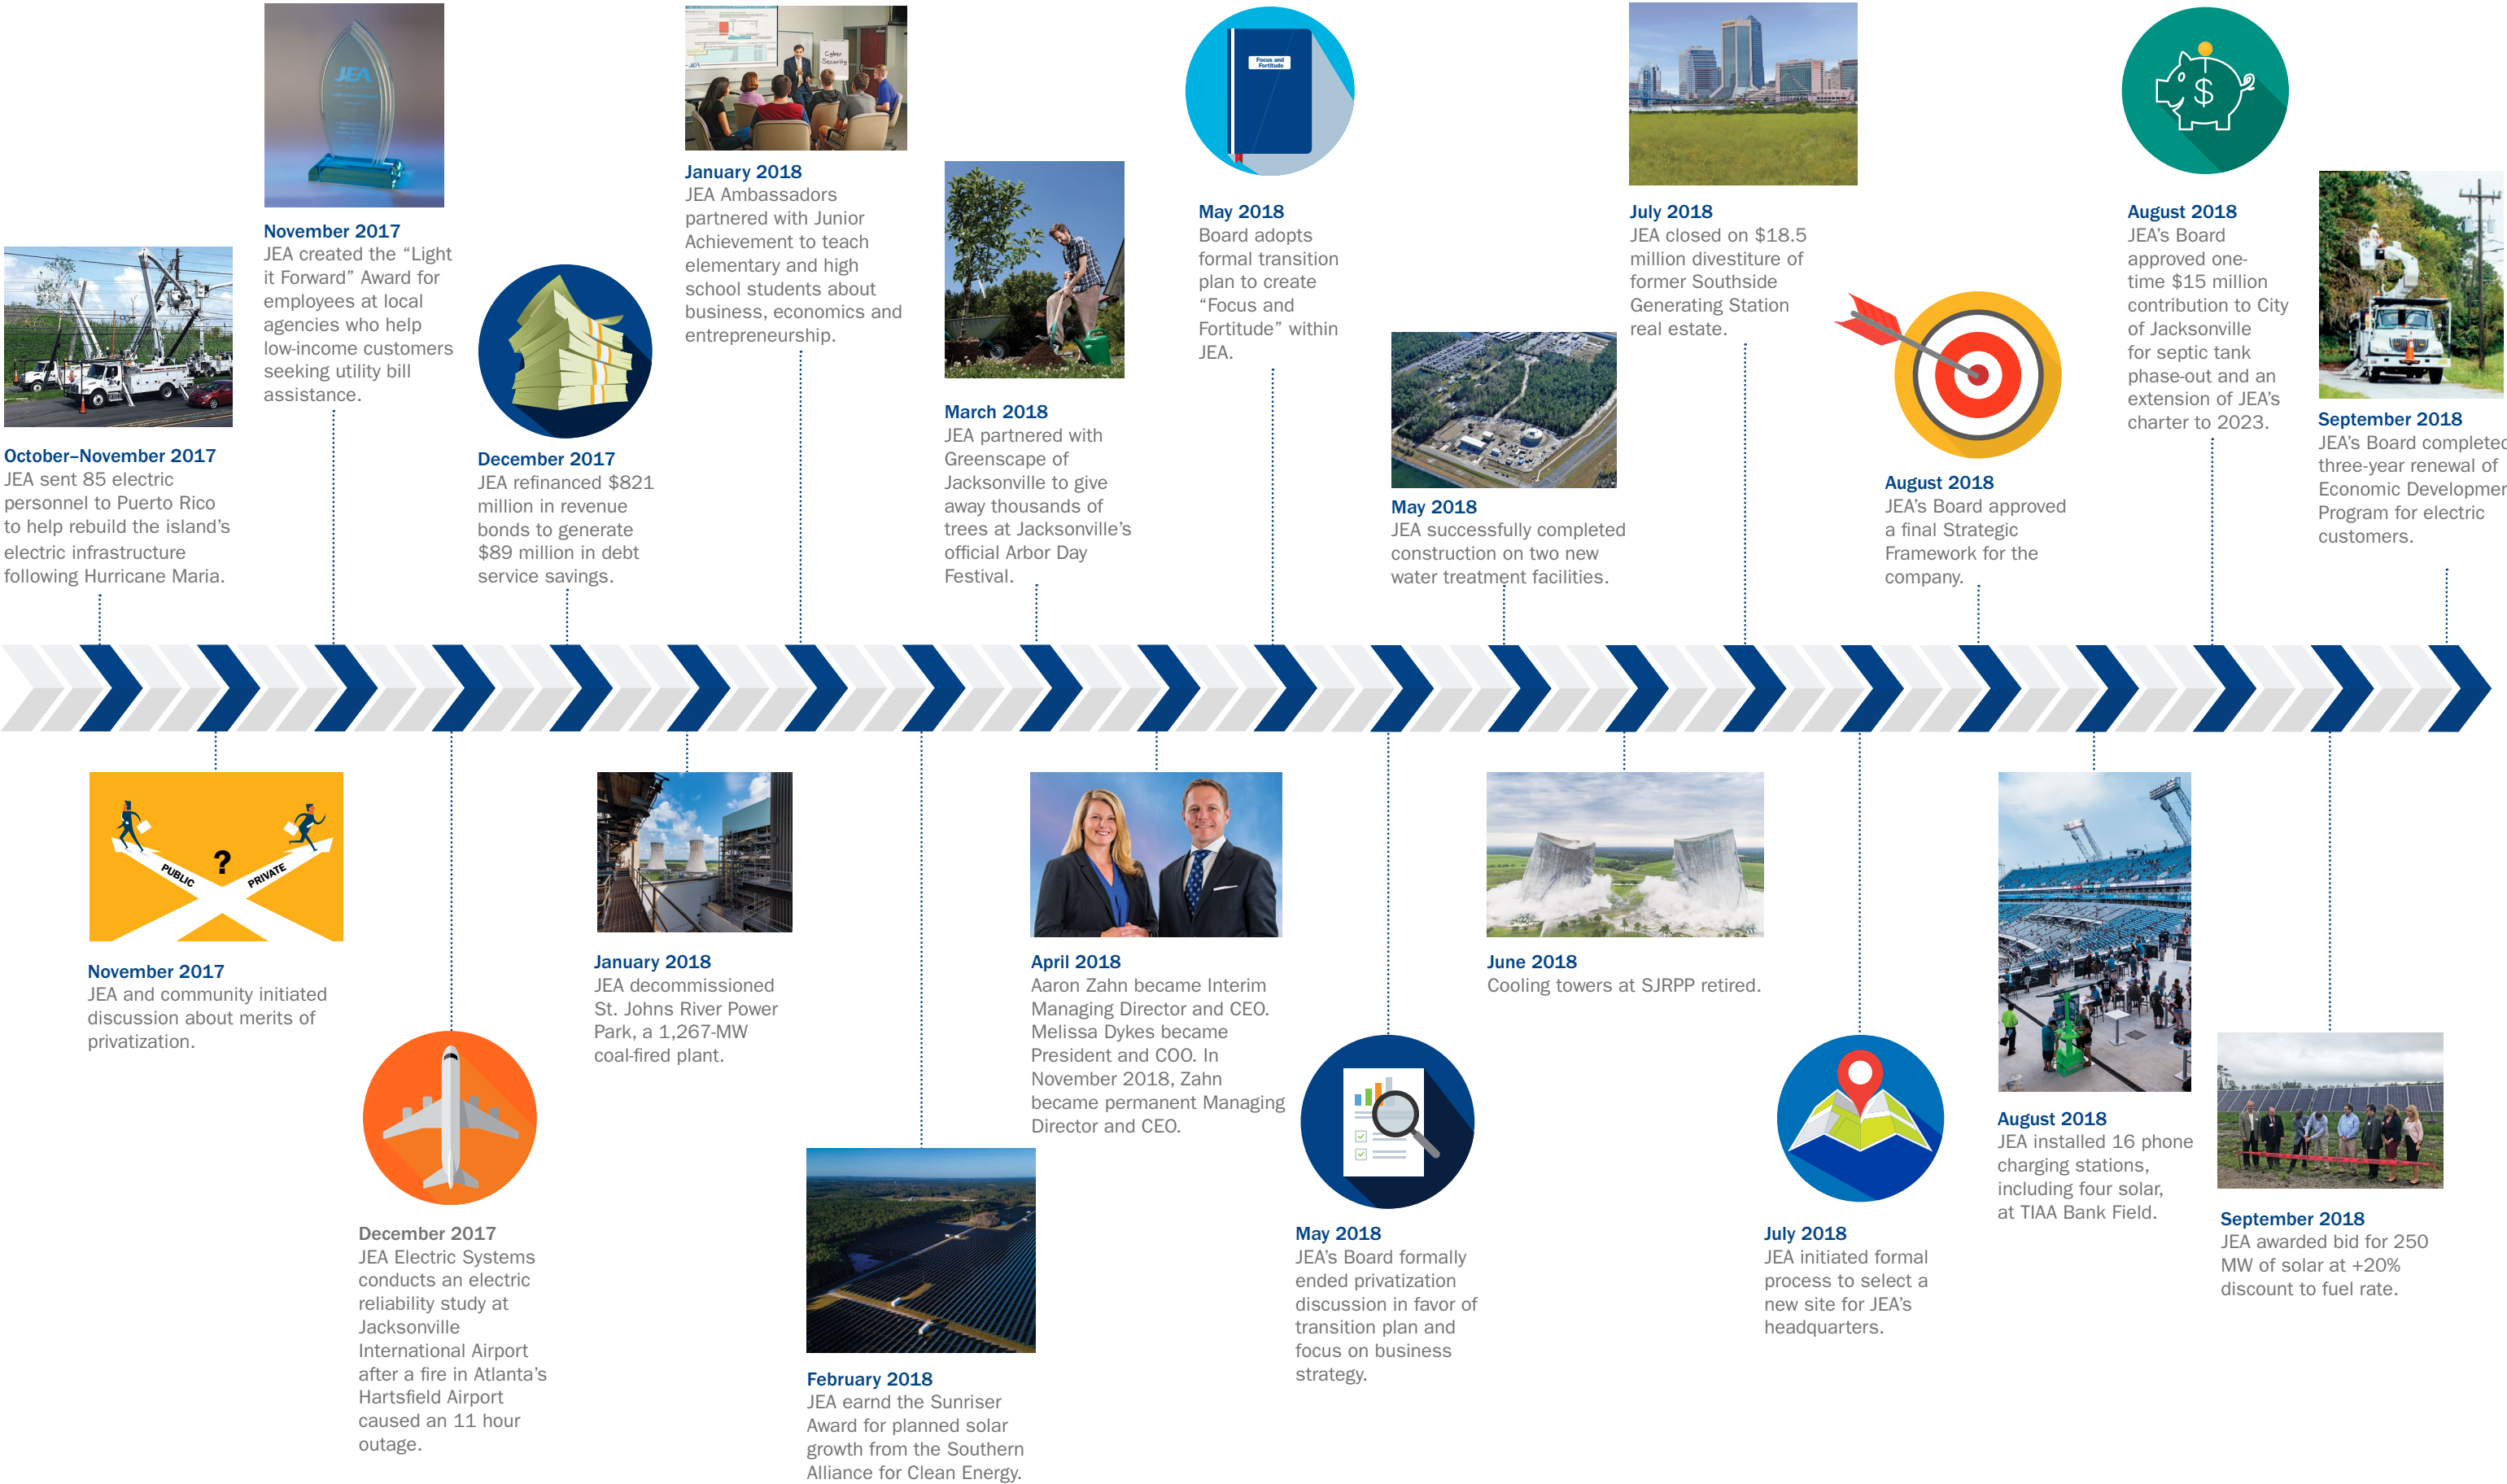 October–November 2017
JEA sent 85 electric
personnel to Puerto Rico
to help rebuild the island’s
electric infrastructure
following Hurricane Maria.
JEA
November 2017
JEA created the “Light
it Forward” Award for
employees at local
agencies who help
low-income customers
seeking utility bill
assistance.
December 2017
JEA refinanced $821
million in revenue
bonds to generate
$89 million in debt
service savings.
Cyber
Security
January 2018
JEA Ambassadors
partnered with Junior
Achievement to teach
elementary and high
school students about
business, economics and
entrepreneurship.
March 2018
JEA partnered with
Greenscape of
Jacksonville to give
away thousands of
trees at Jacksonville’s
official Arbor Day
Festival.
Focus and
Fortitude
May 2018
Board adopts
formal transition
plan to create
“Focus and
Fortitude” within
JEA.
May 2018
JEA successfully completed
construction on two new
water treatment facilities.
July 2018
JEA closed on $18.5
million divestiture of
former Southside
Generating Station
real estate.
August 2018
JEA’s Board approved
a final Strategic
Framework for the
company.
$
August 2018
JEA’s Board
approved one-
time $15 million
contribution to City
of Jacksonville
for septic tank
phase-out and an
extension of JEA’s
charter to 2023.
September 2018
JEA’s Board completed
three-year renewal of
Economic Developmen
Program for electric
customers.
PUBLIC
?
PRIVATE
November 2017
JEA and community initiated
discussion about merits of
privatization.
December 2017
JEA Electric Systems
conducts an electric
reliability study at
Jacksonville
International Airport
after a fire in Atlanta’s
Hartsfield Airport
caused an 11 hour
outage.
January 2018
JEA decommissioned
St. Johns River Power
Park, a 1,267-MW
coal-fired plant.
February 2018
JEA earnd the Sunriser
Award for planned solar
growth from the Southern
Alliance for Clean Energy.
April 2018
Aaron Zahn became Interim
Managing Director and CEO.
Melissa Dykes became
President and COO. In
November 2018, Zahn
became permanent Managing
Director and CEO.
May 2018
JEA’s Board formally
ended privatization
discussion in favor of
transition plan and
focus on business
strategy.
June 2018
Cooling towers at SJRPP retired.
July 2018
JEA initiated formal
process to select a
new site for JEA’s
headquarters.
August 2018
JEA installed 16 phone
charging stations,
including four solar,
at TIAA Bank Field.
September 2018
JEA awarded bid for 250
MW of solar at +20%
discount to fuel rate.